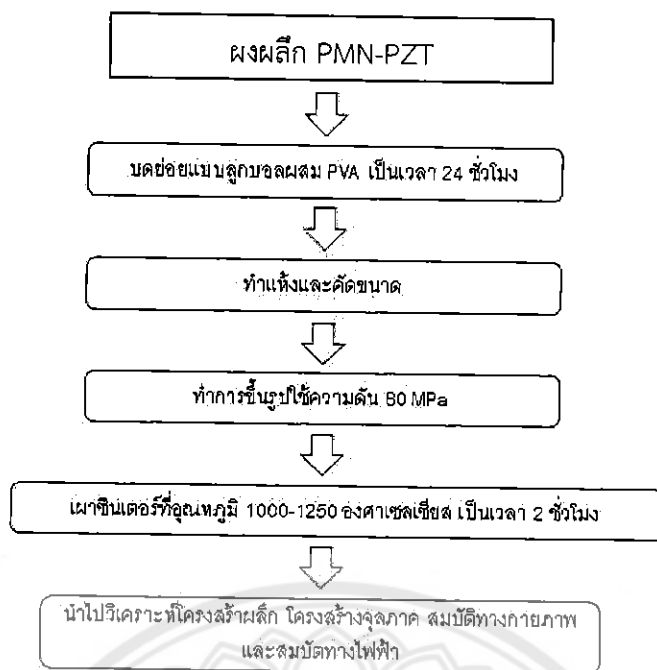 ผงผลึก PMN-PZT
บดย่อยแบบลูกบอลผสม PVA เป็นเวลา 24 ชั่วโมง
ทำแห้งและคัดขนาด
ทำการขึ้นรูปใช้ความดัน 80 MPa
เผาซินเตอร์ที่อุณหภูมิ 1000-1250 องศาเซลเซียส เป็นเวลา 2 ชั่วโมง
นำไปวิเคราะห์โครงสร้าผลึก โครงสร้างจุลภาค สมบัติทางกายภาพ
และสมบัติทางไฟฟ้า